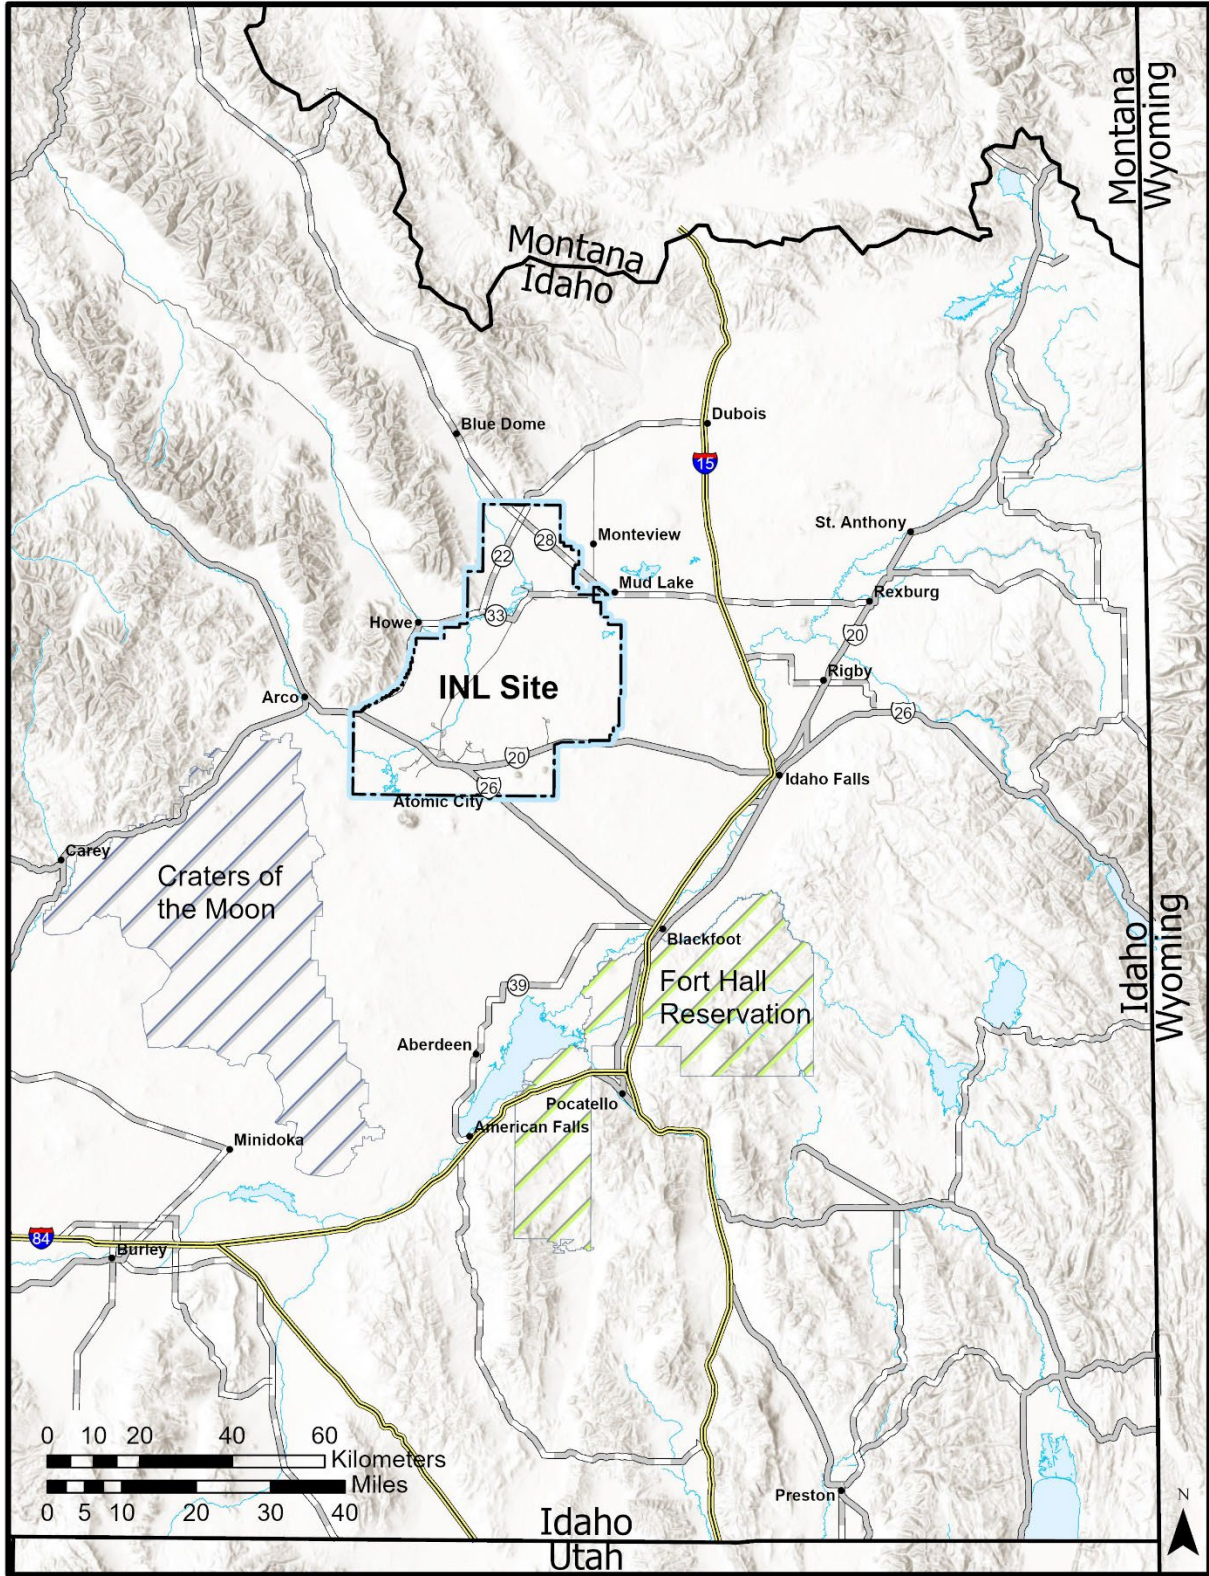 Montana
Wyoming
Montana
Idaho
Blue Dome
Dubois
15
St. Anthony
28
Monteview
22
Mud Lake
Rexburg
Howe
33
20
Rigby
INL Site
Arco
26
20
Idaho Falls
26
Atomic City
Carey
Craters of
the Moon
Blackfoot
Idaho
Wyoming
39
Fort Hall
Reservation
Aberdeen
Pocatello
American Falls
Minidoka
84
Burley
0 10 20 40 60
Kilometers
Miles
0 5 10 20 30 40
Preston
N
Idaho
Utah